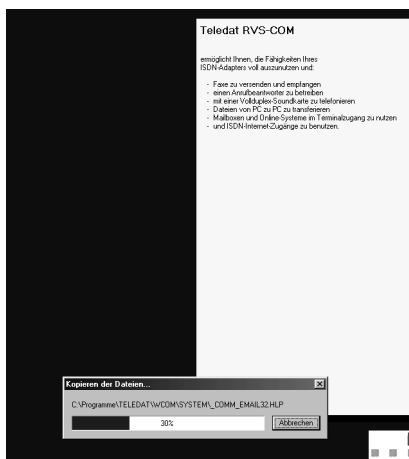 Teledat RVS-COM
ermöglicht Ihnen, die Fähigkeiten Ihres
ISDN-Adapters voll auszunutzen und:
- Faxe zu versenden und empfangen
- einen Anrufbeantworter zu betreiben
- mit einer Vollduplex-Soundkarte zu telefonieren
- Dateien von PC zu PC zu transferieren
- Mailboxen und Online-Systeme im Terminalzugang zu nutzen
- und ISDN-Internet-Zugänge zu benutzen.
Kopieren der Dateien...
C:\Programme\TELEDAT\WCOM\SYSTEM\_COMM_EMAIL32.HLP
30%
Abbrechen